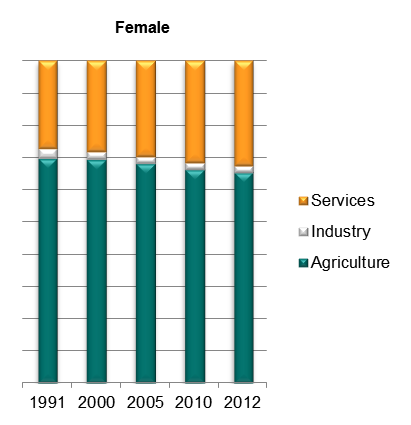 Female
Services
Industry
Agriculture
1991 2000 2005 2010 2012